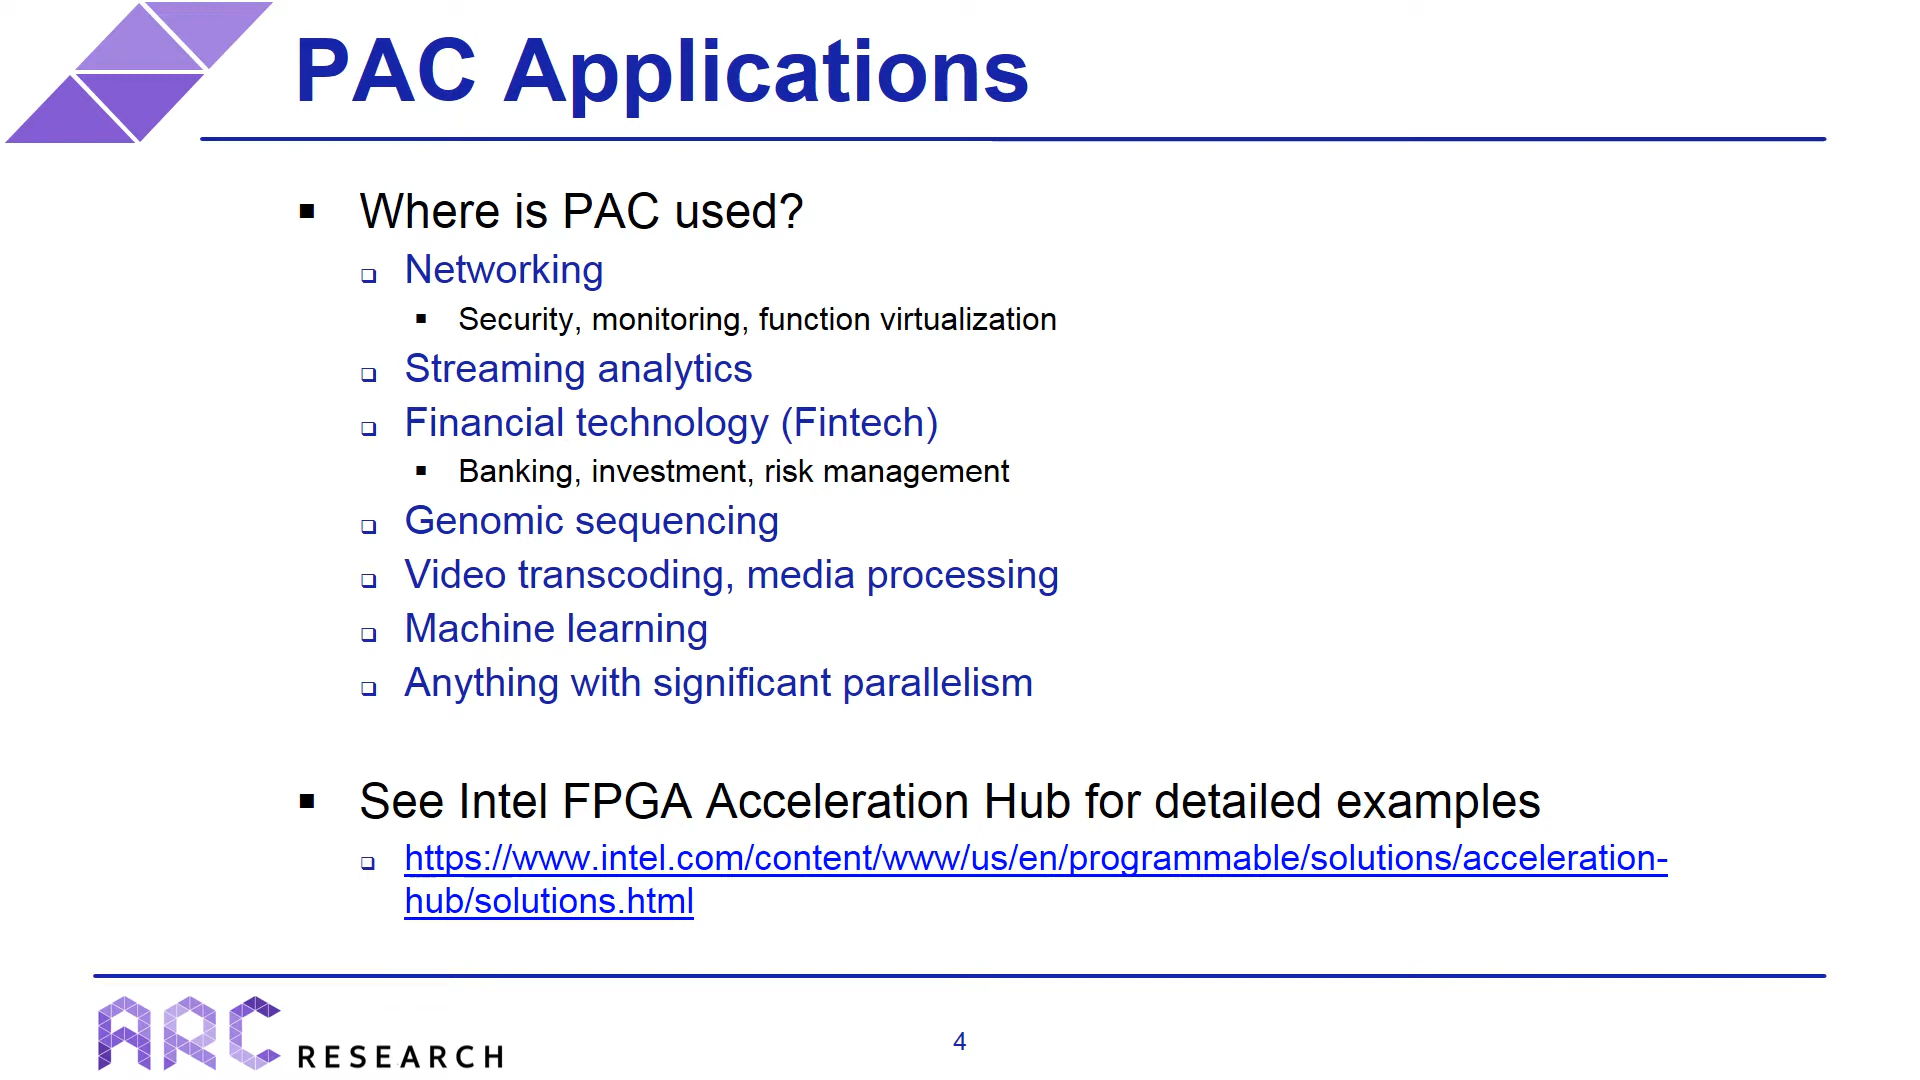 PAC Applications
Where is PAC used?
Networking
Security, monitoring, function virtualization
Streaming analytics
Financial technology (Fintech)
Banking, investment, risk management
Genomic sequencing
Video transcoding, media processing
Machine learning
Anything with significant parallelism
See Intel FPGA Acceleration Hub for detailed examples
https://www.intel.com/content/www/us/en/programmable/solutions/acceleration-
hub/solutions.html
ARC RESEARCH
4